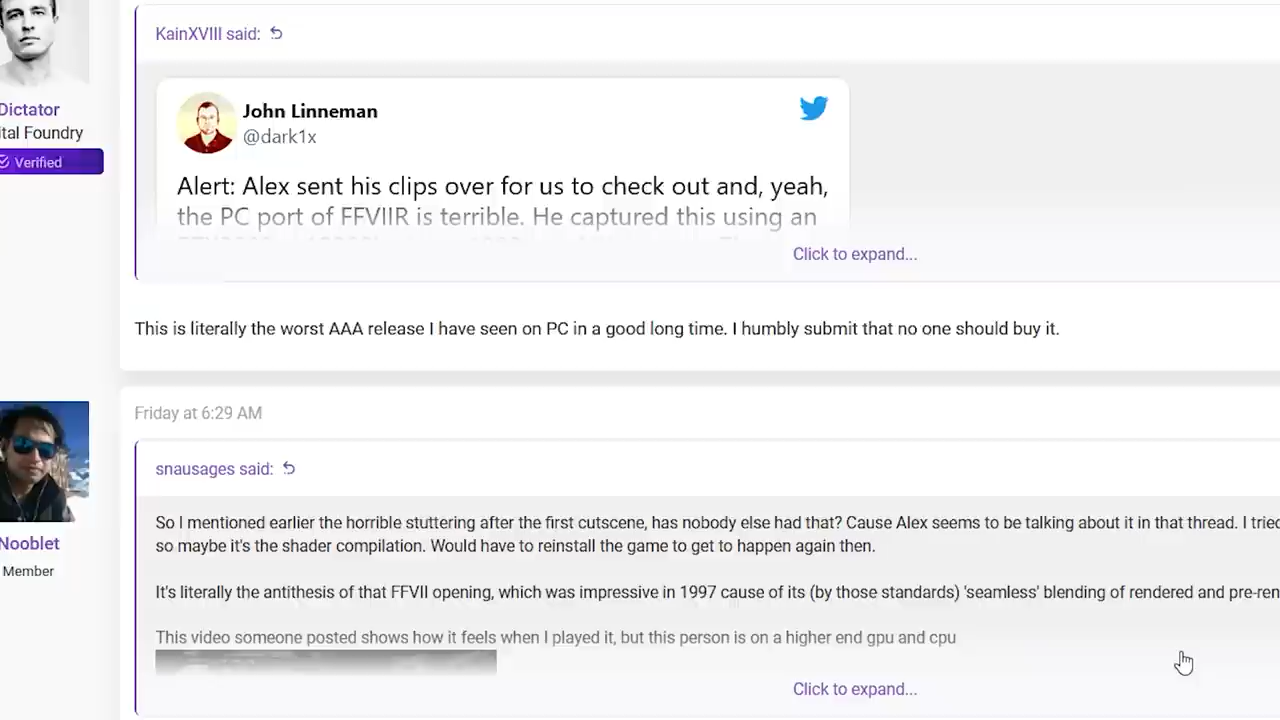 KainXVIII said:
John Linneman
@dark1x
Alert: Alex sent his clips over for us to check out and, yeah,
the PC port of FFVIIR is terrible. He captured this using an
Click to expand...
Dictator
ital Foundry
Verified
This is literally the worst AAA release I have seen on PC in a good long time. I humbly submit that no one should buy it.
Friday at 6:29 AM
Nooblet
Member
snausages said:
So I mentioned earlier the horrible stuttering after the first cutscene, has nobody else had that? Cause Alex seems to be talking about it in that thread. I tried
so maybe it's the shader compilation. Would have to reinstall the game to get to happen again then.
It's literally the antithesis of that FFVII opening, which was impressive in 1997 cause of its (by those standards) 'seamless' blending of rendered and pre-ren
This video someone posted shows how it feels when I played it, but this person is on a higher end gpu and cpu
Click to expand...